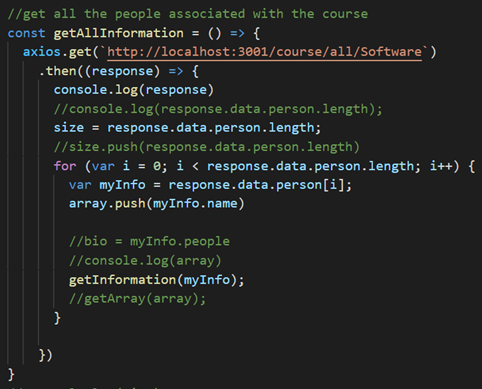 //get all the people associated with the course
const getAllInformation = () => {
  axios.get(`http://localhost:3001/course/all/Software`)
    .then((response) => {
      console.log(response)
      //console.log(response.data.person.length);
      size = response.data.person.length;
      //size.push(response.data.person.length)
      for (var i = 0; i < response.data.person.length; i++) {
        var myInfo = response.data.person[i];
        array.push(myInfo.name)

        //bio = myInfo.people
        //console.log(array)
        getInformation(myInfo);
        //getArray(array);
      }

    })
}